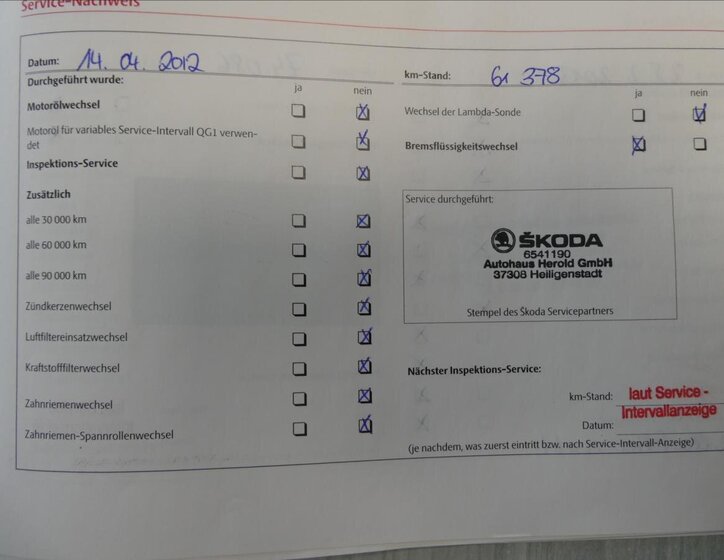 Service-Nachweis
Datum: 14. 04. 2012
Durchgeführt wurde:
ja nein
Motorölwechsel
Motoröl für variables Service-Intervall QG1 verwen-
det
Inspektions-Service
Zusätzlich
alle 30 000 km
alle 60 000 km
alle 90 000 km
Zündkerzenwechsel
Luftfiltereinsatzwechsel
Kraftstofffilterwechsel
Zahnriemenwechsel
Zahnriemen-Spannrollenwechsel
km-Stand: 61 378
ja nein
Wechsel der Lambda-Sonde
Bremsflüssigkeitswechsel
Service durchgeführt:
ŠKODA
6541190
Autohaus Herold GmbH
37308 Heiligenstadt
Stempel des Škoda Servicepartners
Nächster Inspektions-Service:
km-Stand: laut Service -
Intervallanzeige
Datum:
(je nachdem, was zuerst eintritt bzw. nach Service-Intervall-Anzeige)